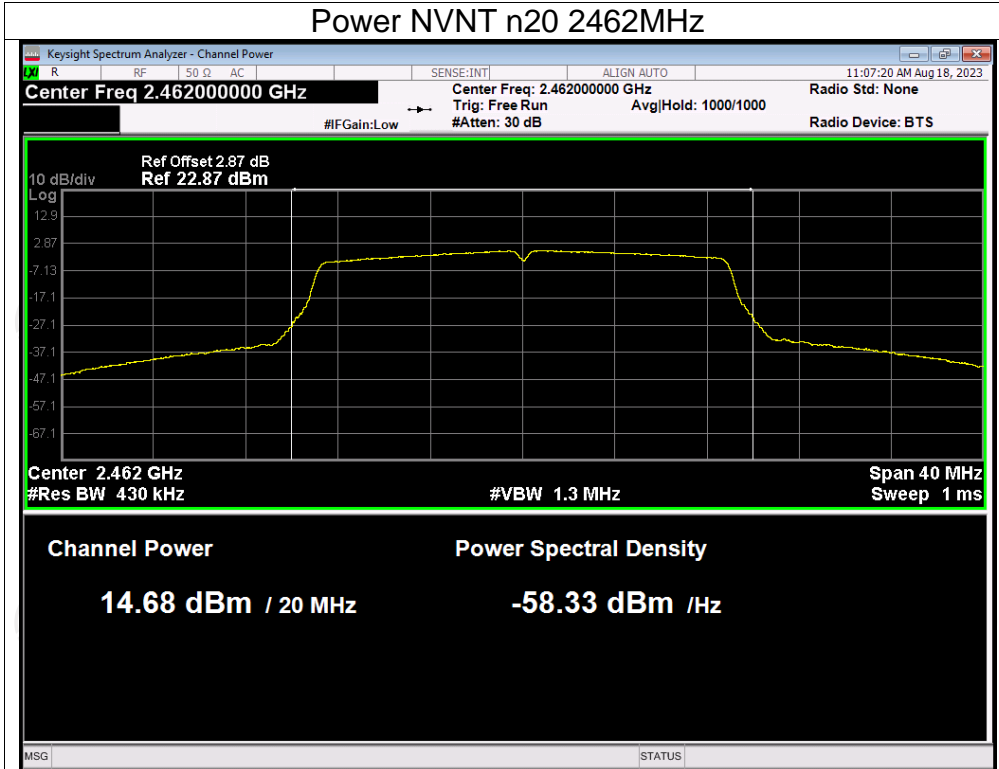 Power NVNT n20 2462MHz
Keysight Spectrum Analyzer - Channel Power
LXI R RF 50 Ω AC SENSE:INT ALIGN AUTO 11:07:20 AM Aug 18, 2023
Center Freq 2.462000000 GHz Center Freq: 2.462000000 GHz Radio Std: None
Trig: Free Run Avg|Hold: 1000/1000
#IFGain:Low #Atten: 30 dB Radio Device: BTS
Ref Offset 2.87 dB
10 dB/div Ref 22.87 dBm
Log
12.9
2.87
-7.13
-17.1
-27.1
-37.1
-47.1
-57.1
-67.1
Center 2.462 GHz Span 40 MHz
#Res BW 430 kHz #VBW 1.3 MHz Sweep 1 ms
Channel Power Power Spectral Density
14.68 dBm / 20 MHz -58.33 dBm /Hz
MSG STATUS